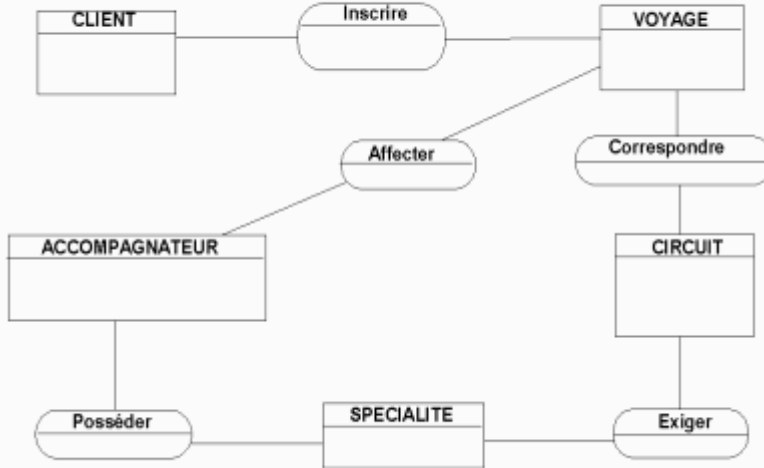 CLIENT
Inscrire
VOYAGE
Affecter
Correspondre
ACCOMPAGNATEUR
CIRCUIT
Posséder
SPECIALITE
Exiger